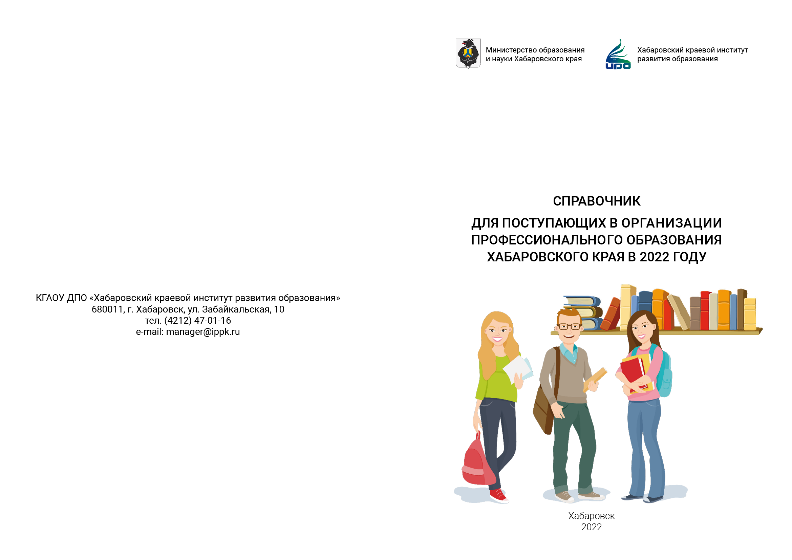 КГАОУ ДПО «Хабаровский краевой институт развития образования»
680011, г. Хабаровск, ул. Забайкальская, 10
тел. (4212) 47-01-16
e-mail: manager@ippk.ru
Министерство образования
и науки Хабаровского края
ИРО
Хабаровский краевой институт
развития образования
СПРАВОЧНИК
ДЛЯ ПОСТУПАЮЩИХ В ОРГАНИЗАЦИИ
ПРОФЕССИОНАЛЬНОГО ОБРАЗОВАНИЯ
ХАБАРОВСКОГО КРАЯ В 2022 ГОДУ
Хабаровск
2022